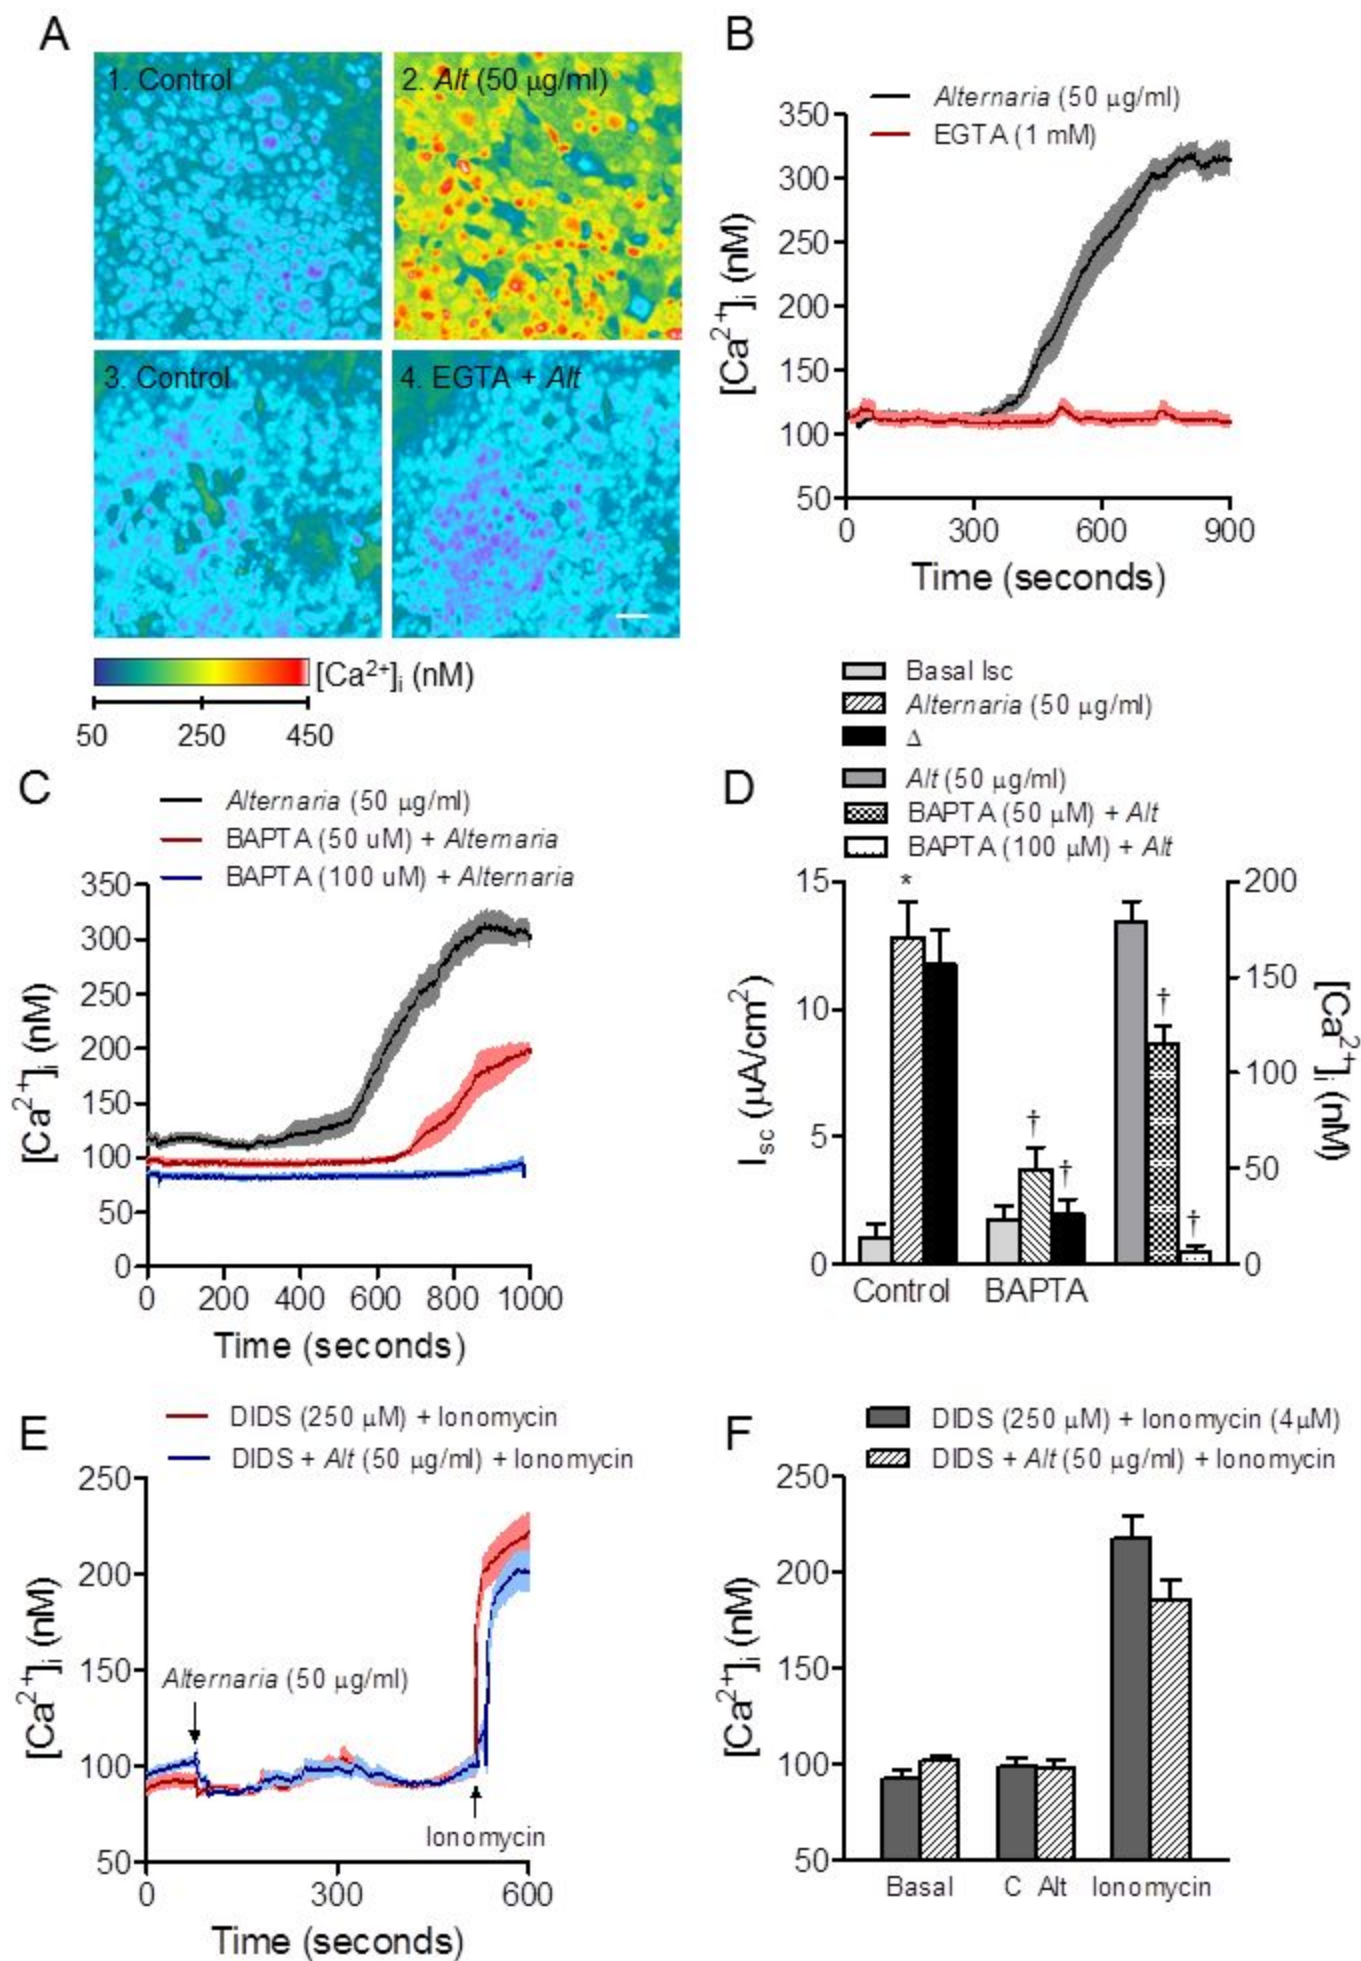 A
1. Control
2. Alt (50 μg/ml)
3. Control
4. EGTA + Alt
[Ca²⁺]ᵢ (nM)
50 250 450
B
Alternaria (50 μg/ml)
EGTA (1 mM)
350
300
250
200
150
100
50
[Ca²⁺]ᵢ (nM)
0 300 600 900
Time (seconds)
C
Alternaria (50 μg/ml)
BAPTA (50 uM) + Alternaria
BAPTA (100 uM) + Alternaria
350
300
250
200
150
100
50
0
[Ca²⁺]ᵢ (nM)
0 200 400 600 800 1000
Time (seconds)
D
Basal Isc
Alternaria (50 μg/ml)
Δ
Alt (50 μg/ml)
BAPTA (50 μM) + Alt
BAPTA (100 μM) + Alt
15
10
5
0
I_sc (μA/cm²)
*
†
†
†
†
200
150
100
50
0
[Ca²⁺]ᵢ (nM)
Control BAPTA
E
DIDS (250 μM) + Ionomycin
DIDS + Alt (50 μg/ml) + Ionomycin
250
200
150
100
50
[Ca²⁺]ᵢ (nM)
Alternaria (50 μg/ml)
Ionomycin
0 300 600
Time (seconds)
F
DIDS (250 μM) + Ionomycin (4μM)
DIDS + Alt (50 μg/ml) + Ionomycin
250
200
150
100
50
[Ca²⁺]ᵢ (nM)
Basal C Alt Ionomycin